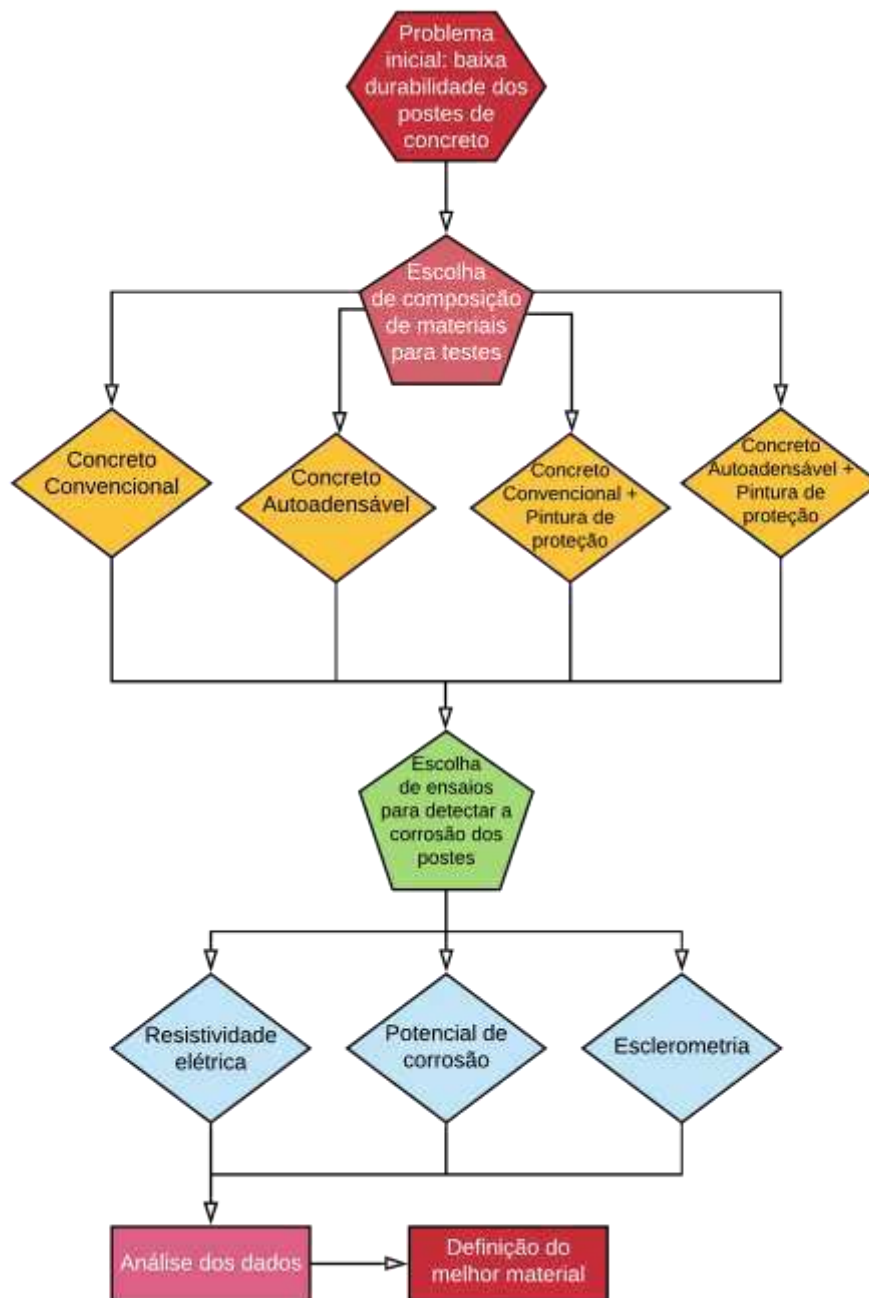 Problema
inicial: baixa
durabilidade dos
postes de
concreto
Escolha
de composição
de materiais
para testes
Concreto
Convencional
Concreto
Autoadensável
Concreto
Convencional +
Pintura de
proteção
Concreto
Autoadensável +
Pintura de
proteção
Escolha
de ensaios
para detectar a
corrosão dos
postes
Resistividade
elétrica
Potencial de
corrosão
Esclerometria
Análise dos dados
Definição do
melhor material